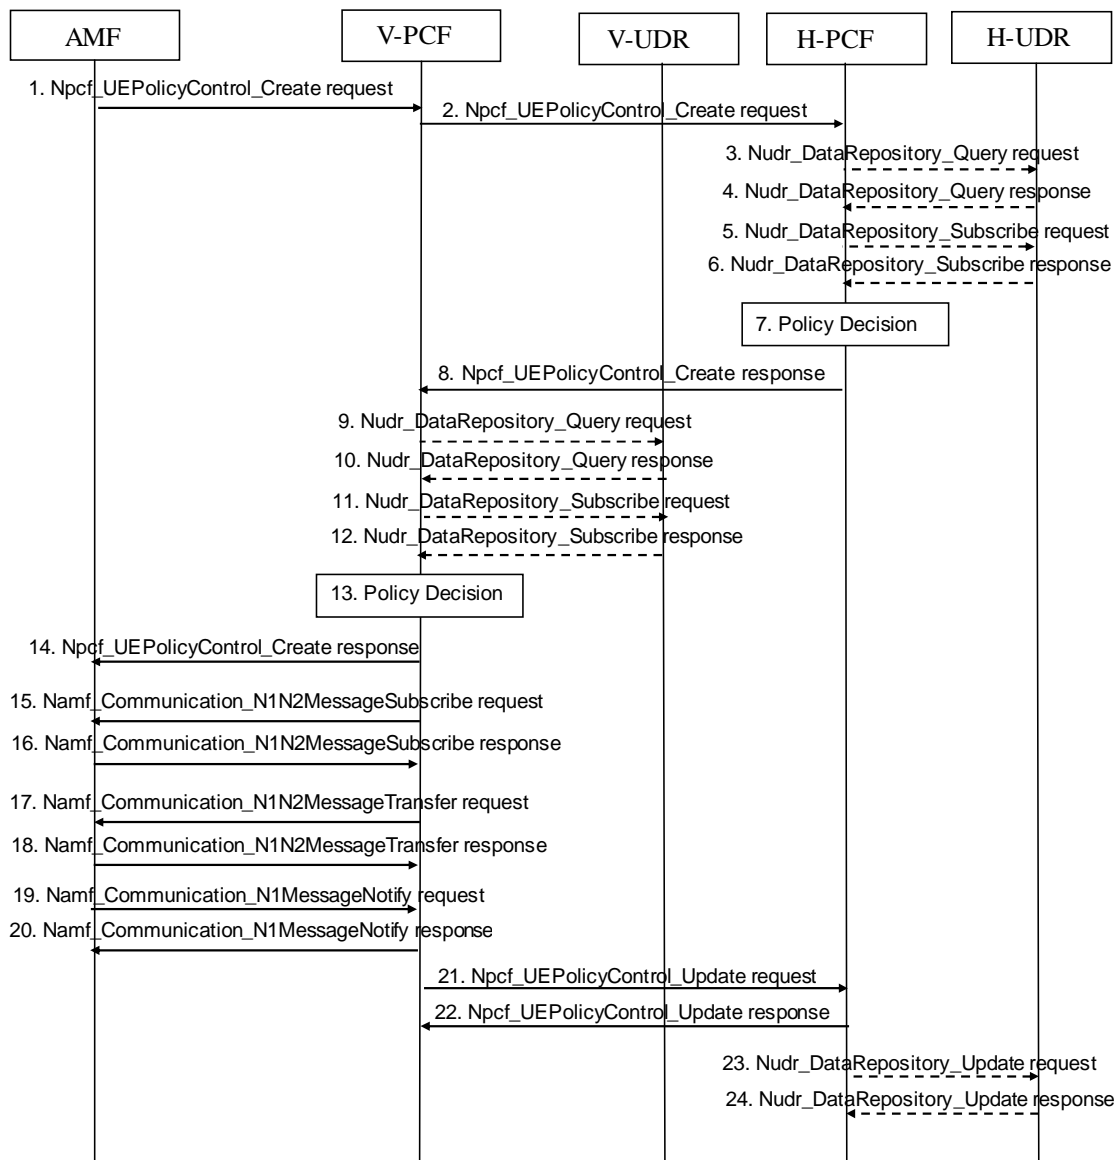 AMF
V-PCF
V-UDR
H-PCF
H-UDR
1. Npcf_UEPolicyControl_Create request
2. Npcf_UEPolicyControl_Create request
3. Nudr_DataRepository_Query request
4. Nudr_DataRepository_Query response
5. Nudr_DataRepository_Subscribe request
6. Nudr_DataRepository_Subscribe response
7. Policy Decision
8. Npcf_UEPolicyControl_Create response
9. Nudr_DataRepository_Query request
10. Nudr_DataRepository_Query response
11. Nudr_DataRepository_Subscribe request
12. Nudr_DataRepository_Subscribe response
13. Policy Decision
14. Npcf_UEPolicyControl_Create response
15. Namf_Communication_N1N2MessageSubscribe request
16. Namf_Communication_N1N2MessageSubscribe response
17. Namf_Communication_N1N2MessageTransfer request
18. Namf_Communication_N1N2MessageTransfer response
19. Namf_Communication_N1MessageNotify request
20. Namf_Communication_N1MessageNotify response
21. Npcf_UEPolicyControl_Update request
22. Npcf_UEPolicyControl_Update response
23. Nudr_DataRepository_Update request
24. Nudr_DataRepository_Update response